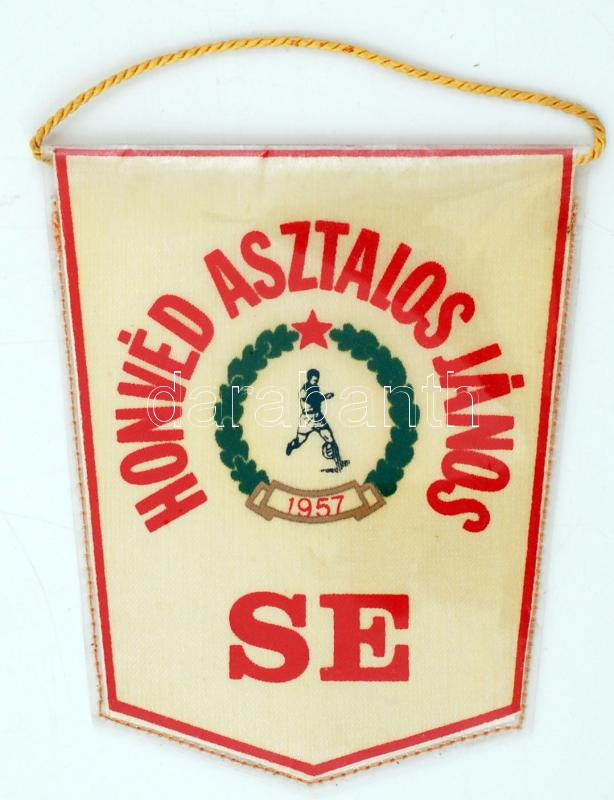 HONVÉD ASZTALOS JÁNOS
darabanth
1957
SE